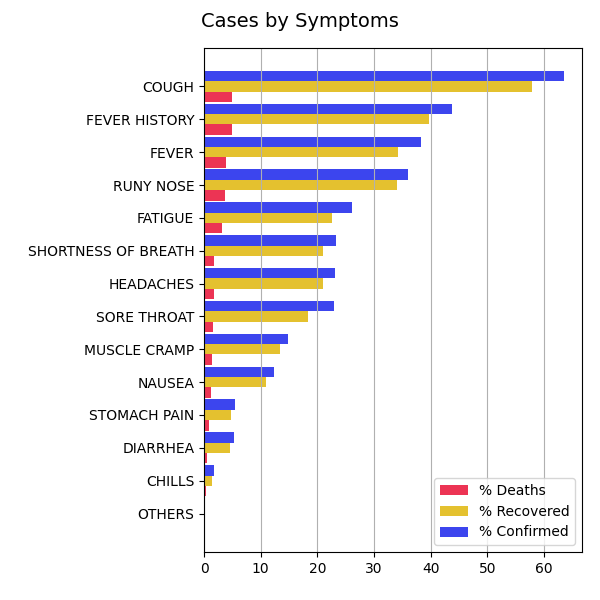 Cases by Symptoms
COUGH
FEVER HISTORY
FEVER
RUNY NOSE
FATIGUE
SHORTNESS OF BREATH
HEADACHES
SORE THROAT
MUSCLE CRAMP
NAUSEA
STOMACH PAIN
DIARRHEA
CHILLS
OTHERS
% Deaths
% Recovered
% Confirmed
0 10 20 30 40 50 60